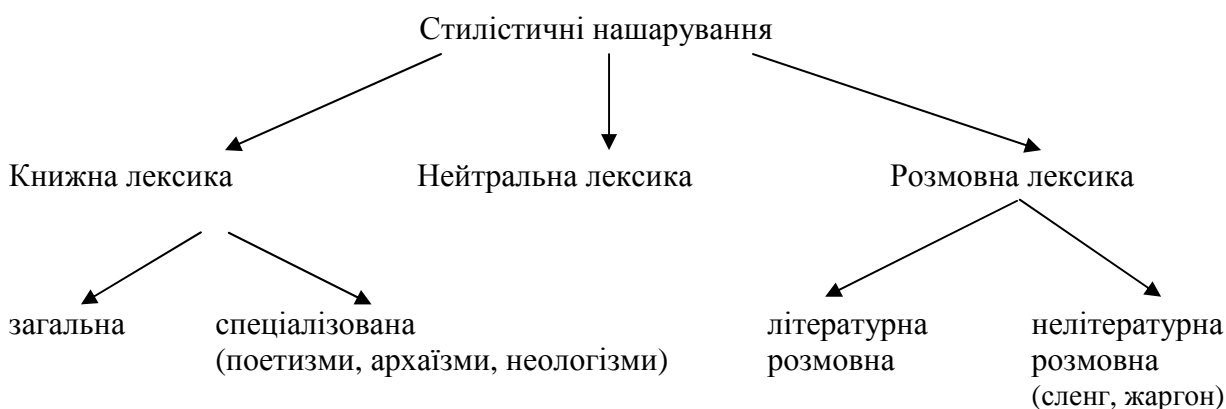 Стилістичні нашарування
Книжна лексика Нейтральна лексика Розмовна лексика
загальна спеціалізована літературна нелітературна
(поетизми, архаїзми, неологізми) розмовна розмовна
(сленг, жаргон)